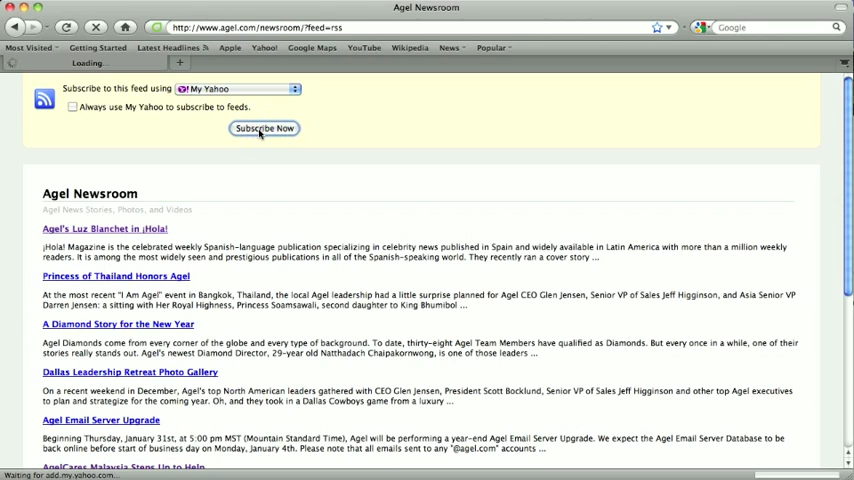 Agel Newsroom
http://www.agel.com/newsroom/?feed=rss
Google
Most Visited Getting Started Latest Headlines Apple Yahoo! Google Maps YouTube Wikipedia News Popular
Loading...
Subscribe to this feed using Y! My Yahoo
Always use My Yahoo to subscribe to feeds.
Subscribe Now
Agel Newsroom
Agel News Stories, Photos, and Videos
Agel's Luz Blanchet in ¡Hola!
¡Hola! Magazine is the celebrated weekly Spanish-language publication specializing in celebrity news published in Spain and widely available in Latin America with more than a million weekly
readers. It is among the most widely seen and prestigious publications in all of the Spanish-speaking world. They recently ran a cover story ...
Princess of Thailand Honors Agel
At the most recent "I Am Agel" event in Bangkok, Thailand, the local Agel leadership had a little surprise planned for Agel CEO Glen Jensen, Senior VP of Sales Jeff Higginson, and Asia Senior VP
Darren Jensen: a sitting with Her Royal Highness, Princess Soamsawali, second daughter to King Bhumibol ...
A Diamond Story for the New Year
Agel Diamonds come from every corner of the globe and every type of background. To date, thirty-eight Agel Team Members have qualified as Diamonds. But every once in a while, one of their
stories really stands out. Agel's newest Diamond Director, 29-year old Natthadach Chaipakornwong, is one of those leaders ...
Dallas Leadership Retreat Photo Gallery
On a recent weekend in December, Agel's top North American leaders gathered with CEO Glen Jensen, President Scott Bocklund, Senior VP of Sales Jeff Higginson and other top Agel executives
to plan and strategize for the coming year. Oh, and they took in a Dallas Cowboys game from a luxury ...
Agel Email Server Upgrade
Beginning Thursday, January 31st, at 5:00 pm MST (Mountain Standard Time), Agel will be performing a year-end Agel Email Server Upgrade. We expect the Agel Email Server Database to be
back online before start of business day on Monday, January 4th. Please note that all emails sent to any "@agel.com" accounts ...
AgelCares Malaysia Steps Up to Help
Waiting for add.my.yahoo.com...